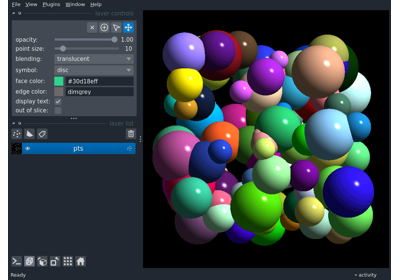 File View Plugins Window Help
layer controls
opacity: 1.00
point size: 10
blending: translucent
symbol: disc
face color: #30d18eff
edge color: dimgrey
display text: ✓
out of slice:
layer list
pts
Ready activity